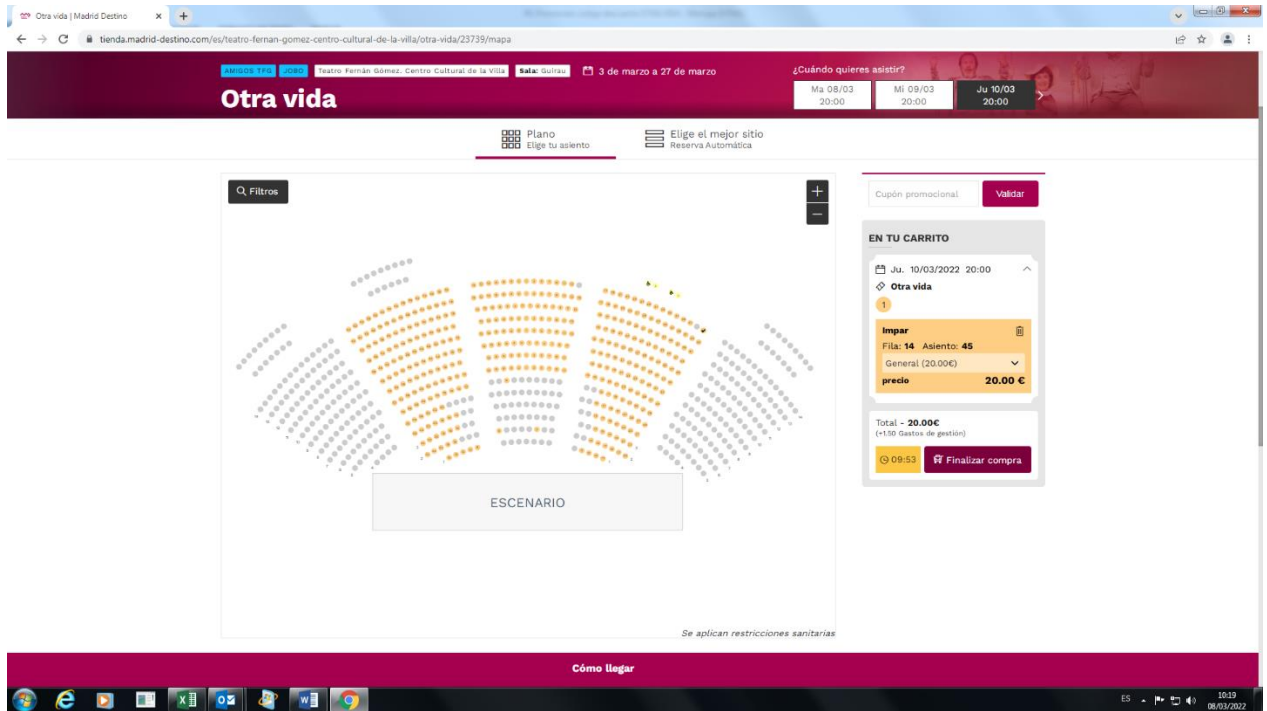 Otra vida | Madrid Destino
tienda.madrid-destino.com/es/teatro-fernan-gomez-centro-cultural-de-la-villa/otra-vida/23739/mapa
AMIGOS TFG JOBO Teatro Fernán Gómez. Centro Cultural de la Villa Sala: Guirau 3 de marzo a 27 de marzo
Otra vida
¿Cuándo quieres asistir?
Ma 08/03 Mi 09/03 Ju 10/03
20:00 20:00 20:00
Plano Elige el mejor sitio
Elige tu asiento Reserva Automática
Filtros
+
−
ESCENARIO
Se aplican restricciones sanitarias
Cupón promocional Validar
EN TU CARRITO
Ju. 10/03/2022 20:00
Otra vida
1
Impar
Fila: 14 Asiento: 45
General (20.00€)
precio 20.00 €
Total - 20.00€
(+1.50 Gastos de gestión)
09:53 Finalizar compra
Cómo llegar
ES 10:19
08/03/2022